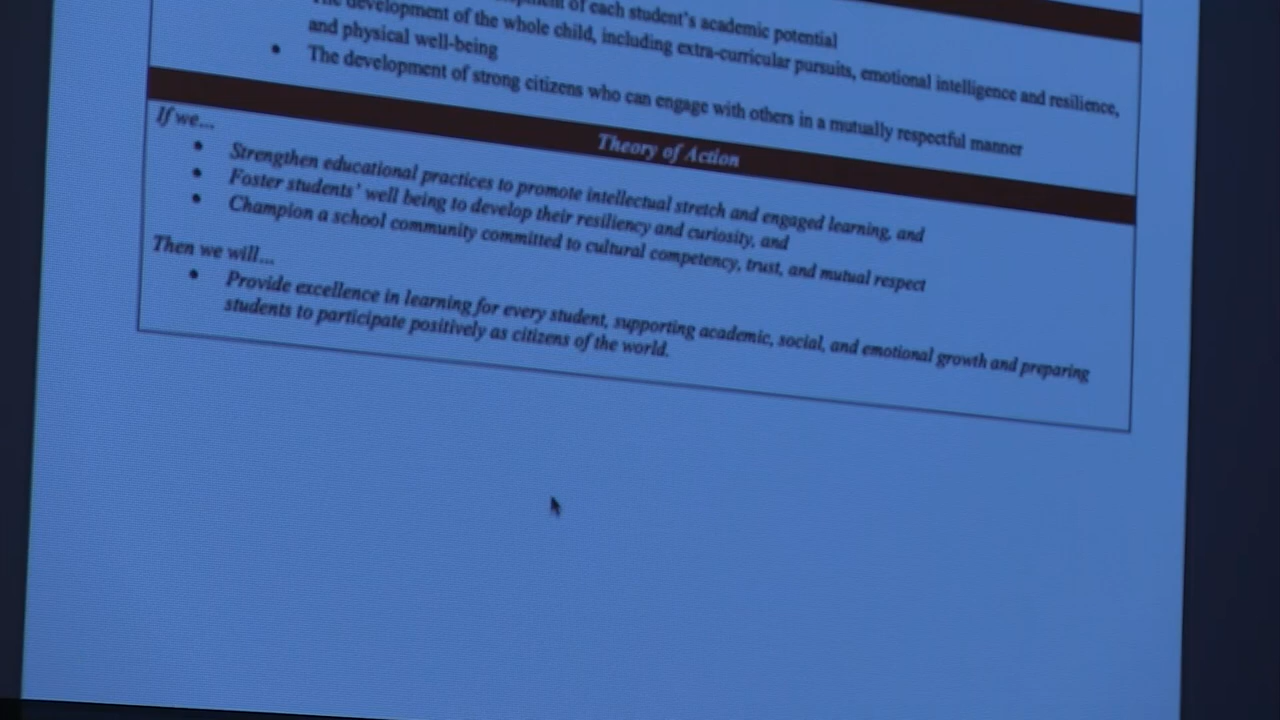 of each student's academic potential
The development of the whole child, including extra-curricular pursuits, emotional intelligence and resilience,
and physical well-being
• The development of strong citizens who can engage with others in a mutually respectful manner
Theory of Action
If we...
• Strengthen educational practices to promote intellectual stretch and engaged learning, and
• Foster students' well being to develop their resiliency and curiosity, and
• Champion a school community committed to cultural competency, trust, and mutual respect
Then we will...
• Provide excellence in learning for every student, supporting academic, social, and emotional growth and preparing
students to participate positively as citizens of the world.